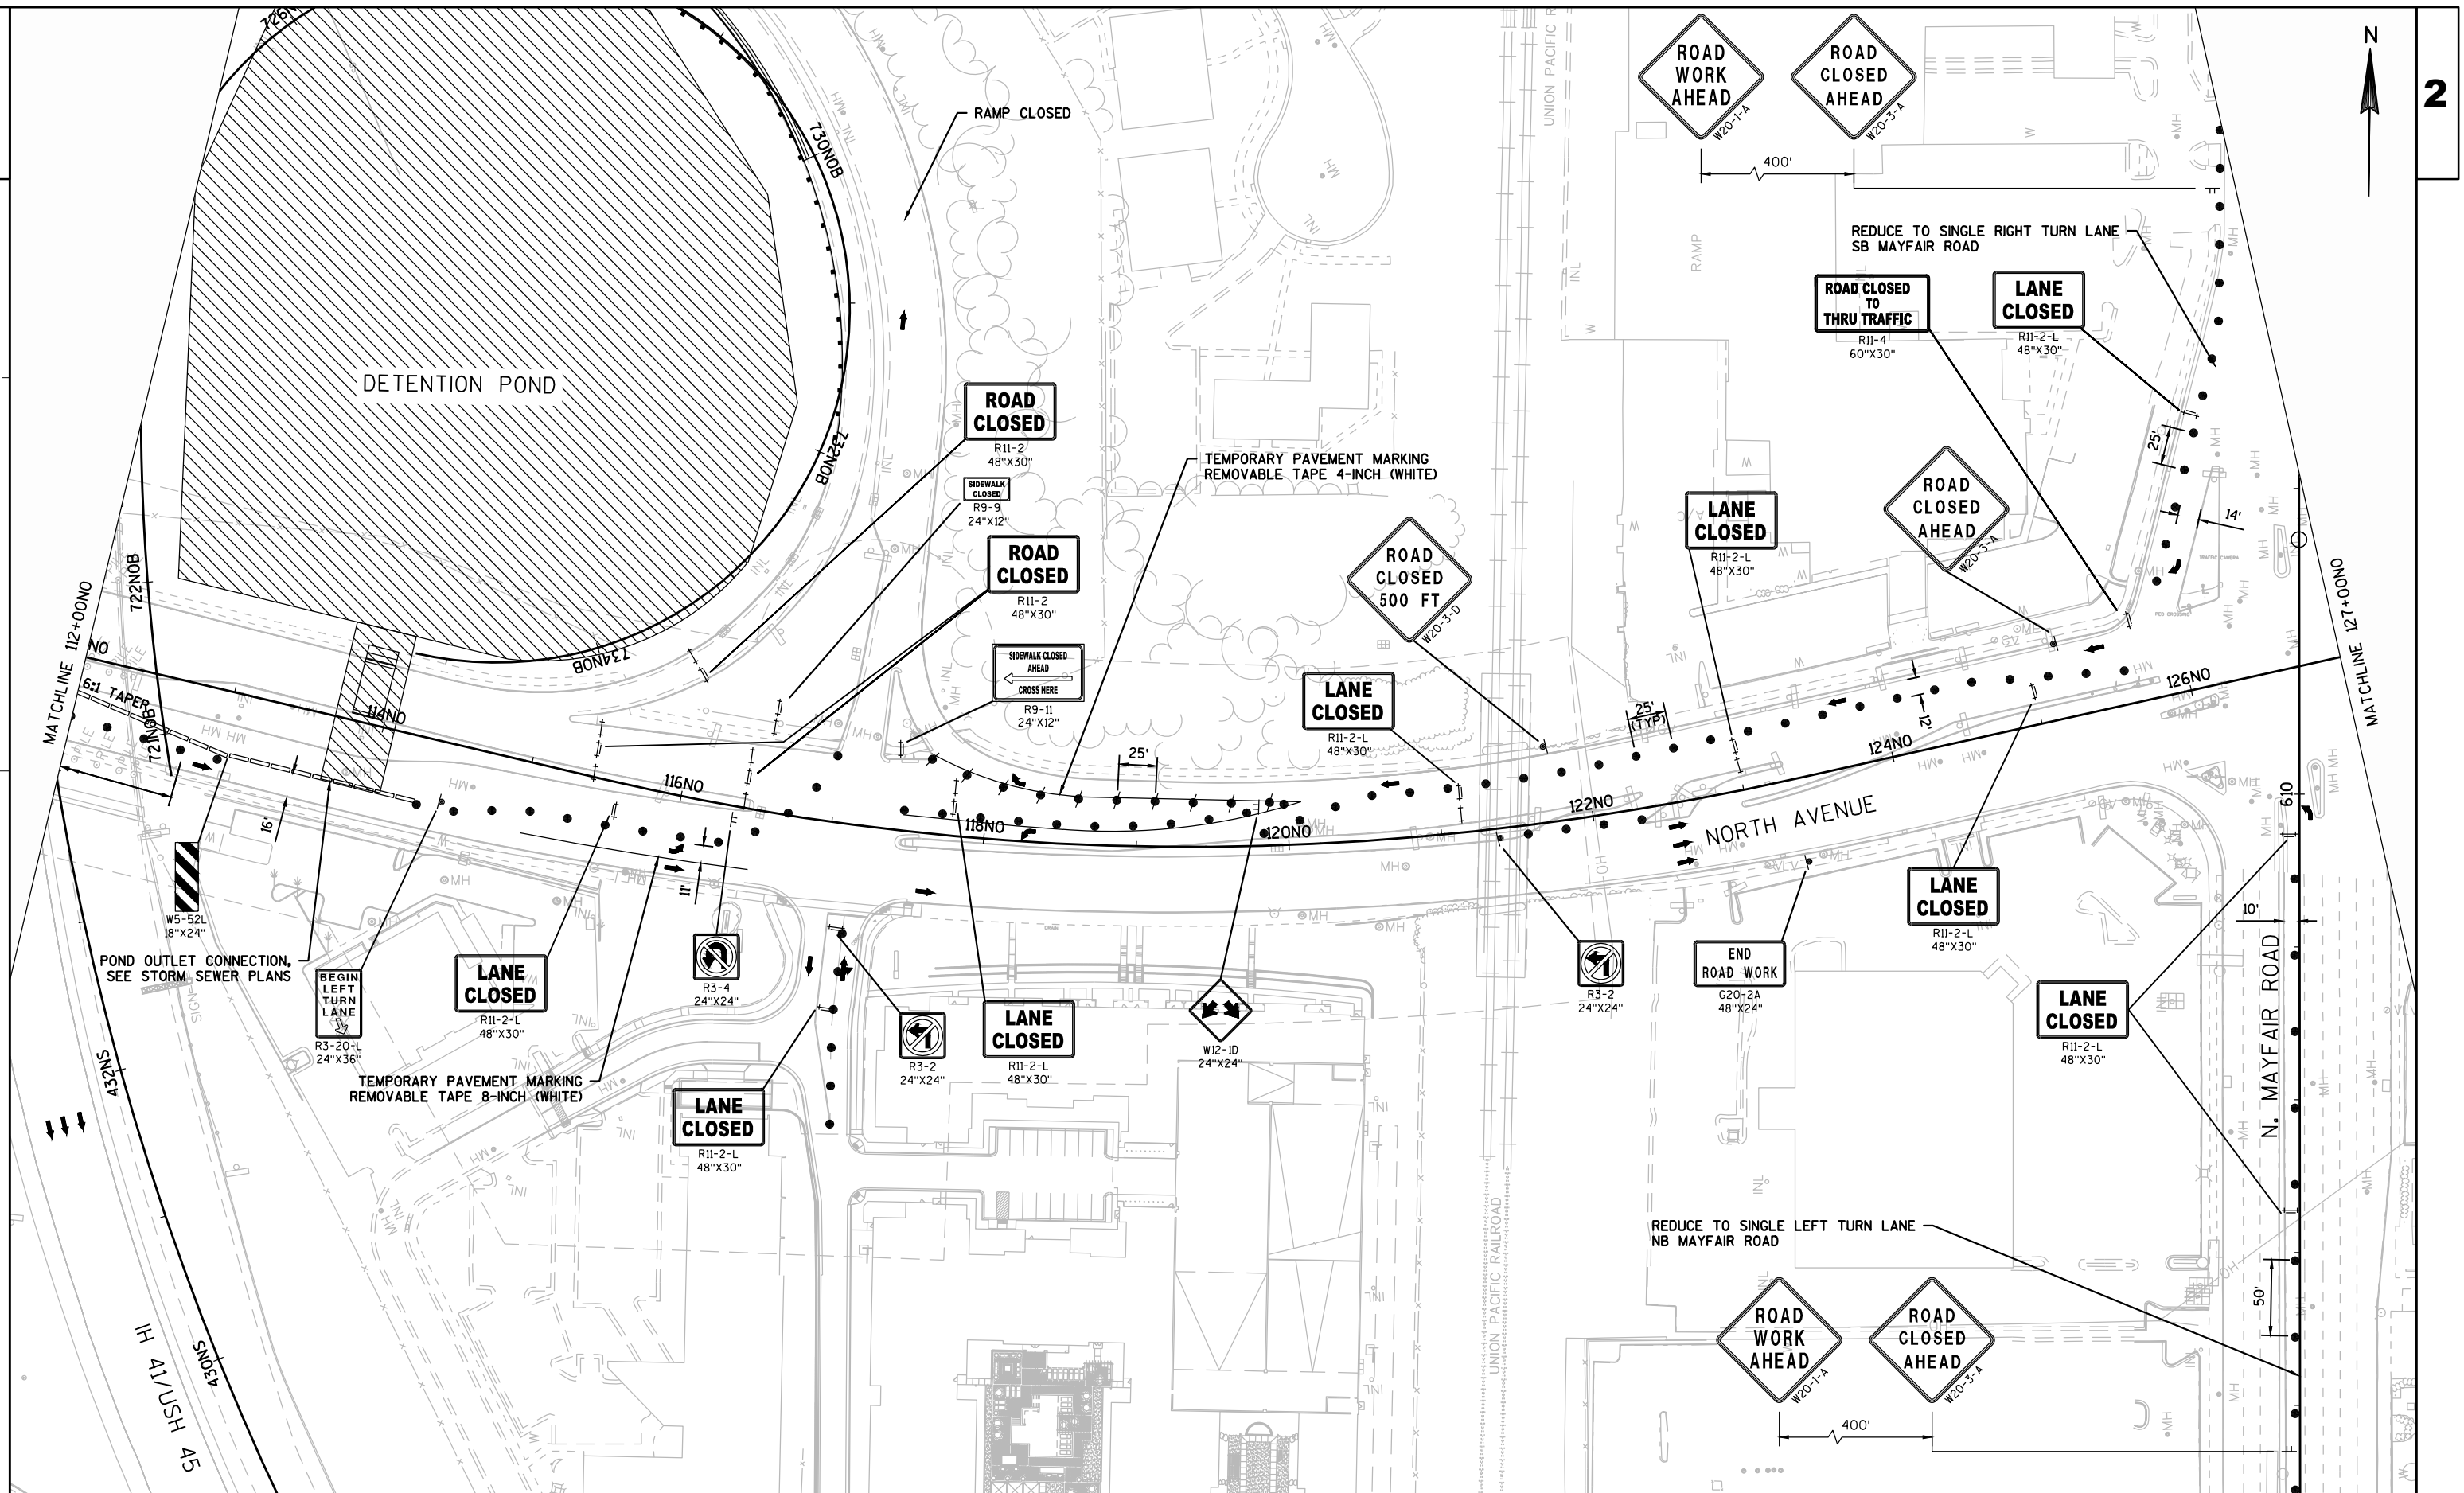 2
N
726N
ROAD
WORK
AHEAD
W20-1-A
ROAD
CLOSED
AHEAD
W20-3-A
400'
UNION PACIFIC R
RAMP CLOSED
730NOB
REDUCE TO SINGLE RIGHT TURN LANE
SB MAYFAIR ROAD
RAMP
ROAD CLOSED
TO
THRU TRAFFIC
R11-4
60"X30"
LANE
CLOSED
R11-2-L
48"X30"
DETENTION POND
ROAD
CLOSED
R11-2
48"X30"
732NOB
SIDEWALK
CLOSED
R9-9
24"X12"
TEMPORARY PAVEMENT MARKING
REMOVABLE TAPE 4-INCH (WHITE)
25'
14'
TRAFFIC CAMERA
PED CROSSING
LANE
CLOSED
R11-2-L
48"X30"
ROAD
CLOSED
AHEAD
W20-3-A
ROAD
CLOSED
R11-2
48"X30"
ROAD
CLOSED
500 FT
W20-3-D
722NOB
MATCHLINE 112+00NO
NO
734NOB
SIDEWALK CLOSED
AHEAD
CROSS HERE
R9-11
24"X12"
LANE
CLOSED
R11-2-L
48"X30"
25'
(TYP)
12'
126NO
MATCHLINE 127+00NO
6:1 TAPER
721NOB
114NO
116NO
25'
118NO
120NO
122NO
124NO
NORTH AVENUE
610
16'
11'
W5-52L
18"X24"
POND OUTLET CONNECTION,
SEE STORM SEWER PLANS
BEGIN
LEFT
TURN
LANE
R3-20-L
24"X36"
LANE
CLOSED
R11-2-L
48"X30"
R3-4
24"X24"
R3-2
24"X24"
LANE
CLOSED
R11-2-L
48"X30"
W12-1D
24"X24"
R3-2
24"X24"
END
ROAD WORK
G20-2A
48"X24"
LANE
CLOSED
R11-2-L
48"X30"
10'
N. MAYFAIR ROAD
LANE
CLOSED
R11-2-L
48"X30"
SIGN
432NS
TEMPORARY PAVEMENT MARKING
REMOVABLE TAPE 8-INCH (WHITE)
LANE
CLOSED
R11-2-L
48"X30"
UNION PACIFIC RAILROAD
REDUCE TO SINGLE LEFT TURN LANE
NB MAYFAIR ROAD
50'
IH 41/USH 45
430NS
ROAD
WORK
AHEAD
W20-1-A
ROAD
CLOSED
AHEAD
W20-3-A
400'